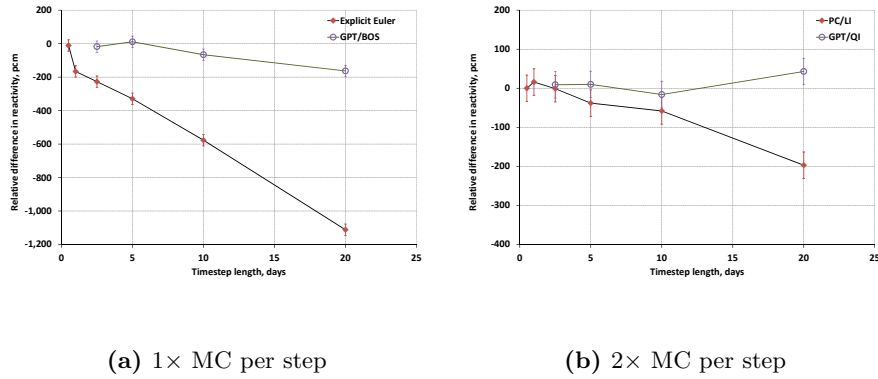 200
0
-200
-400
-600
-800
-1,000
-1,200
0
5
10
15
20
25
Relative difference in reactivity, pcm
Timestep length, days
Explicit Euler
GPT/BOS
(a) 1× MC per step
200
100
0
-100
-200
-300
-400
0
5
10
15
20
25
Relative difference in reactivity, pcm
Timestep length, days
PC/LI
GPT/QI
(b) 2× MC per step